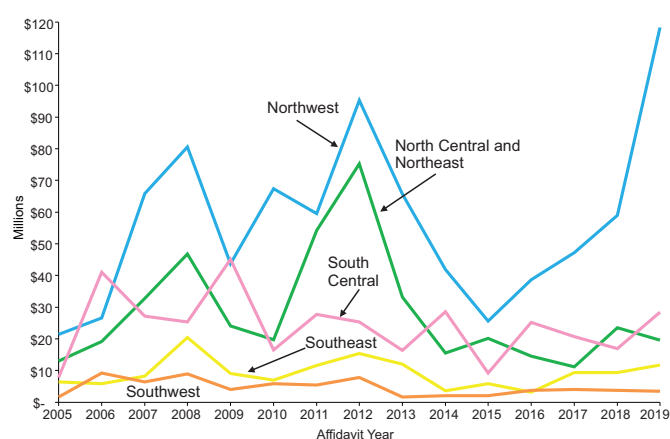 $120
$110
$100
$90
$80
$70
$60
$50
$40
$30
$20
$10
$-
Millions
Northwest
North Central and
Northeast
South
Central
Southeast
Southwest
2005 2006 2007 2008 2009 2010 2011 2012 2013 2014 2015 2016 2017 2018 2019
Affidavit Year